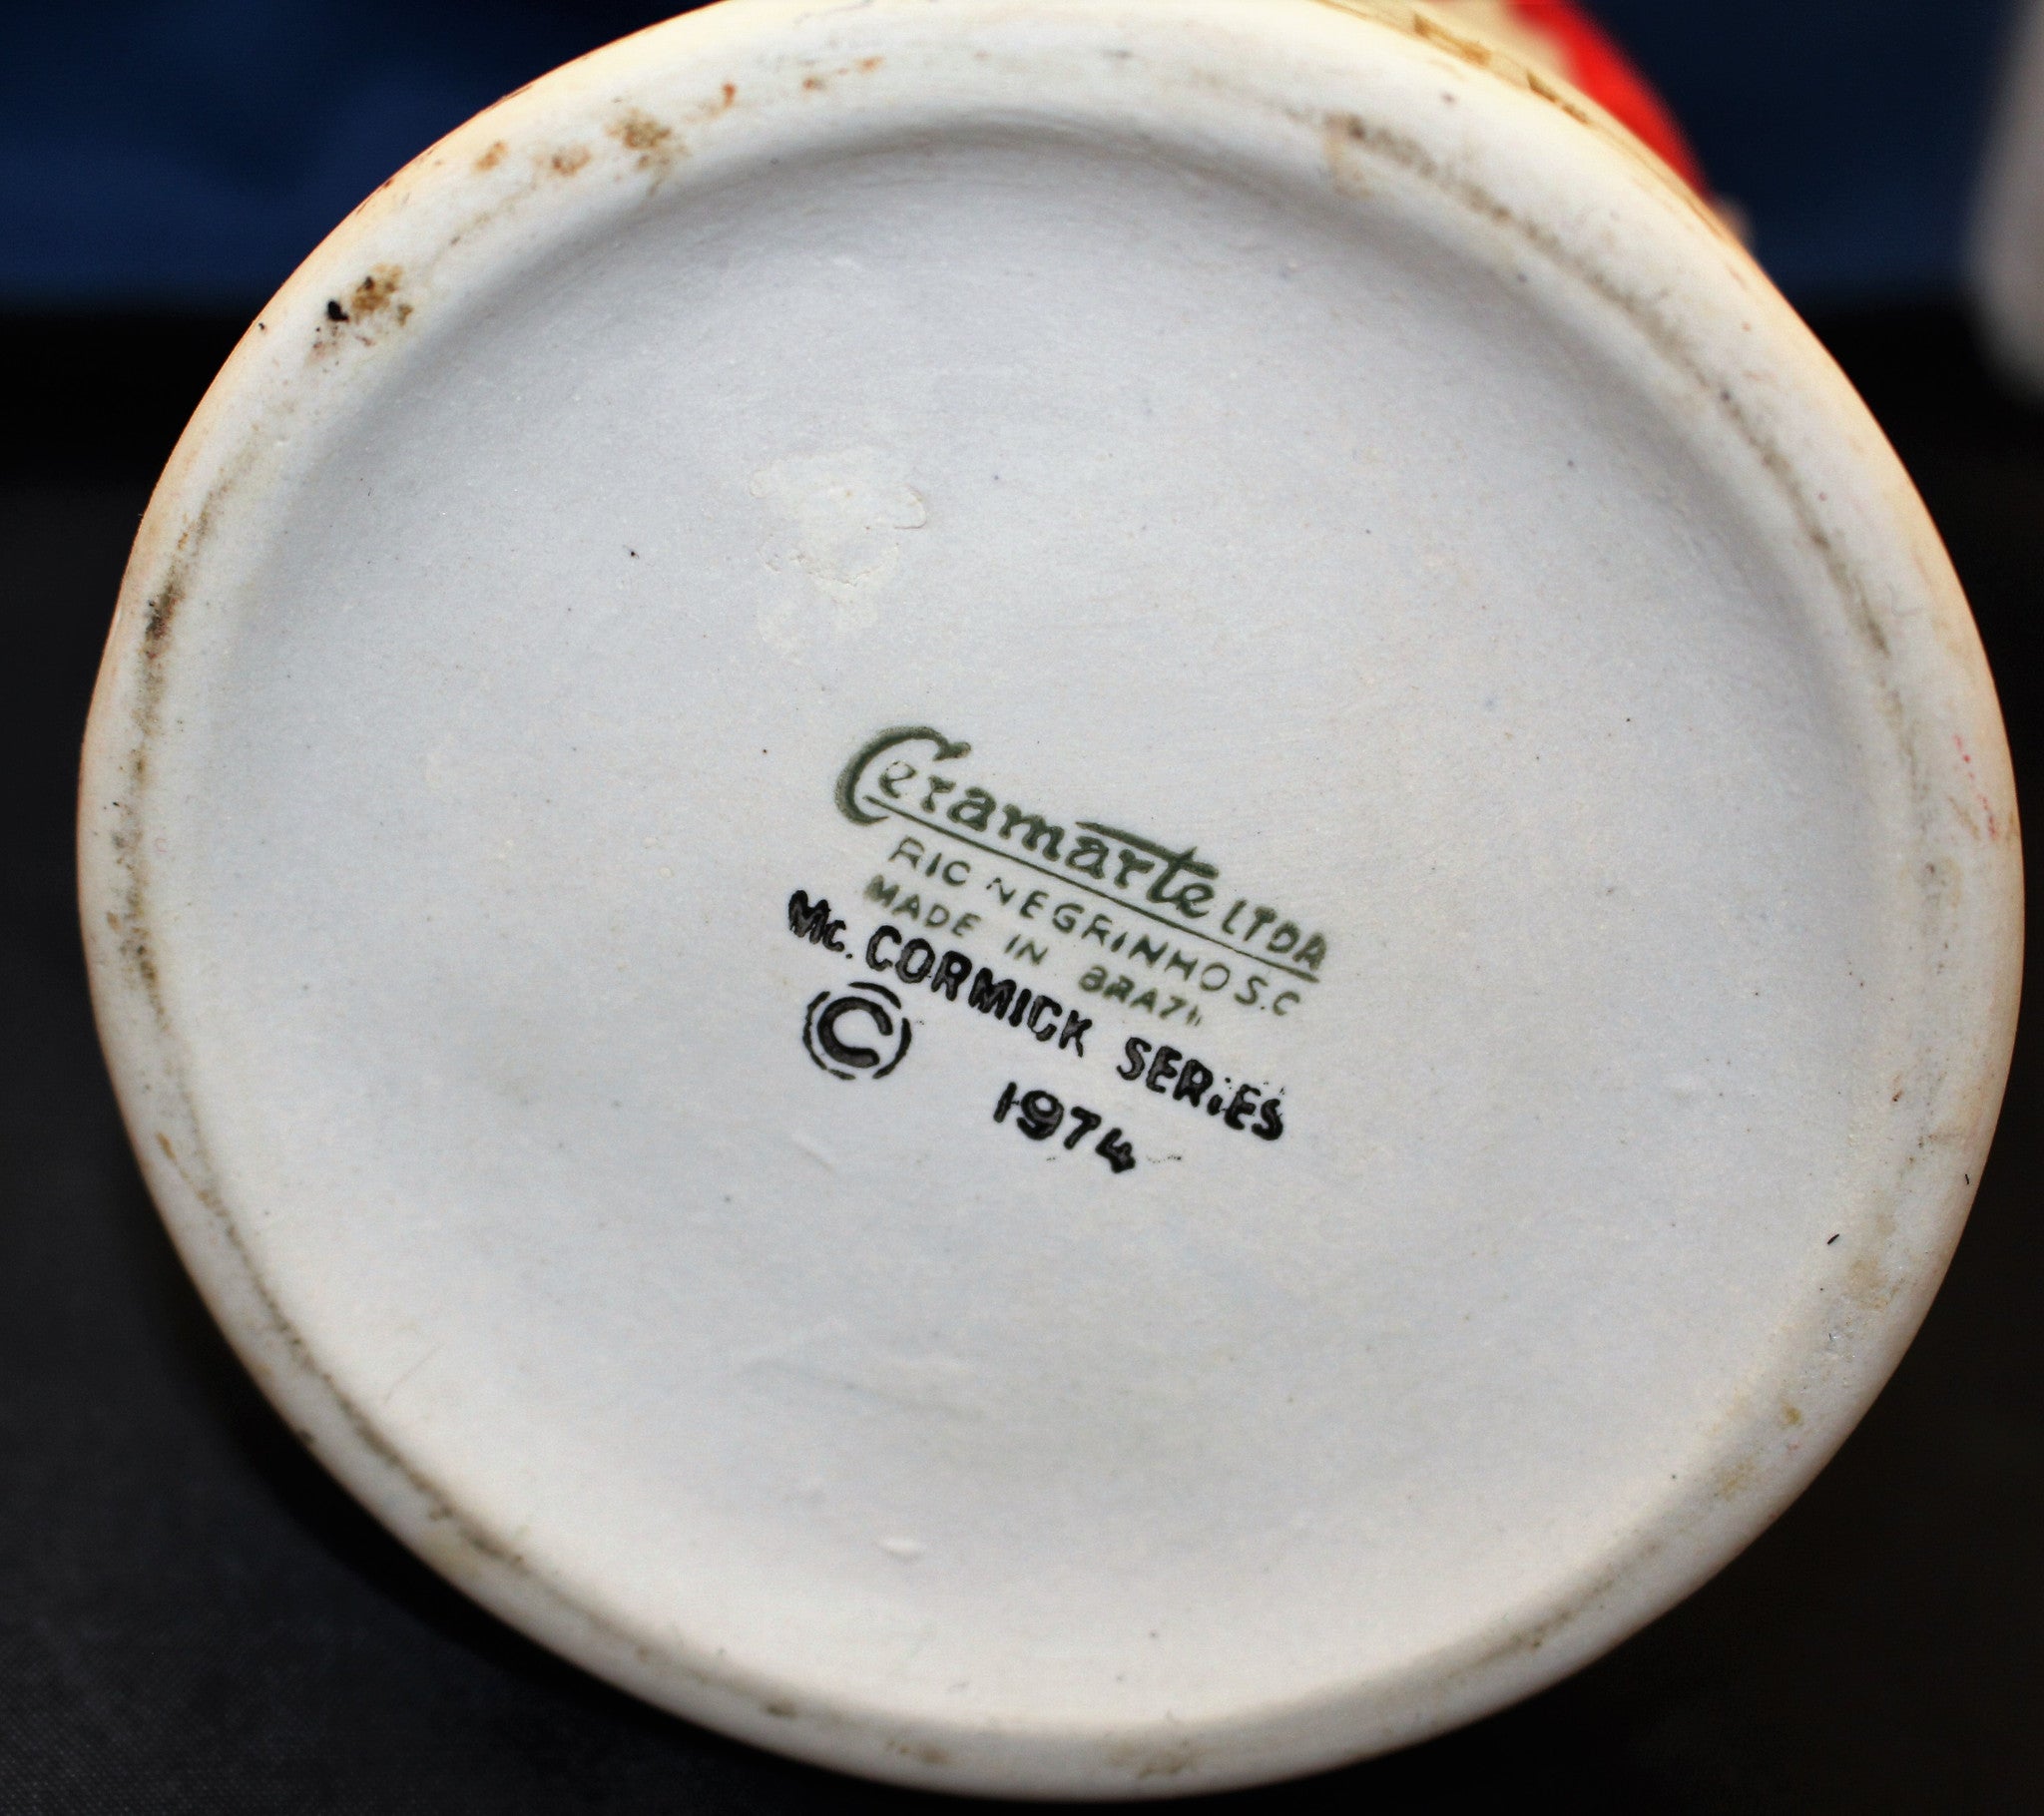 Ceramarte LTDA
RIO NEGRINHO S.C
MADE IN BRAZIL
Mc. CORMICK SERIES
© 1974